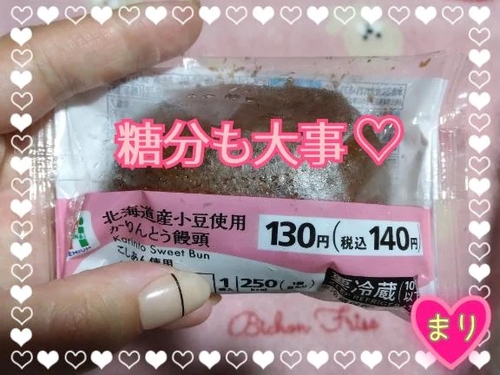 糖分も大事♡
北海道産小豆使用
かりんとう饅頭
Karinto Sweet Bun
こしあん使用
130円(税込140円)
250
要冷蔵
Bichon Frise
まり